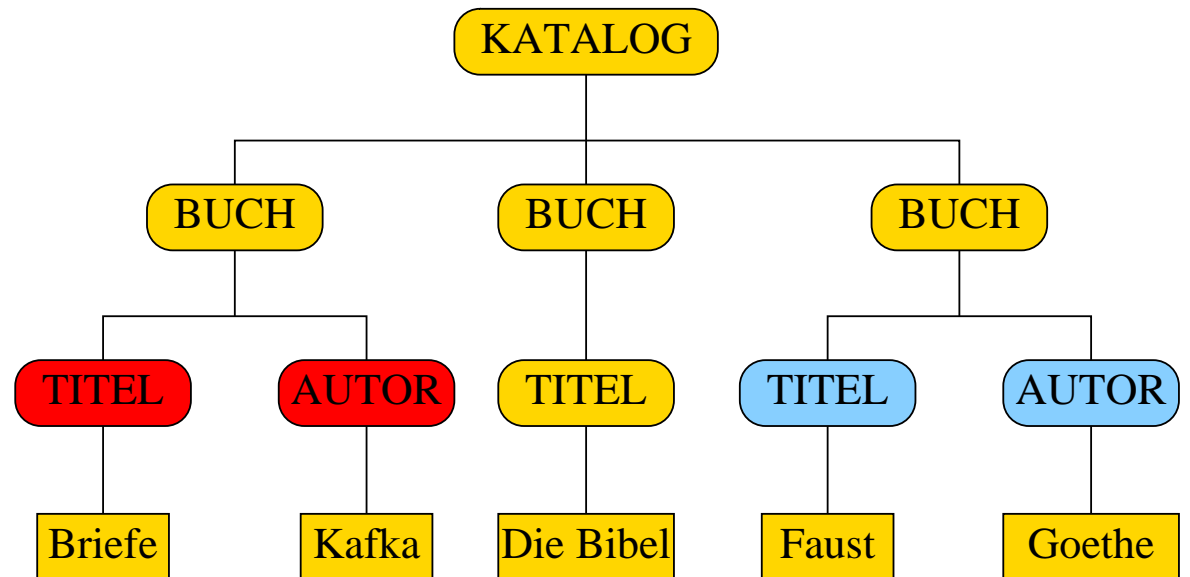 KATALOG
BUCH BUCH BUCH
TITEL AUTOR TITEL TITEL AUTOR
Briefe Kafka Die Bibel Faust Goethe